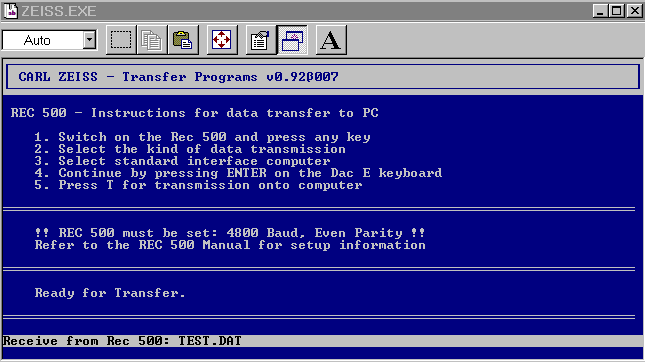 ZEISS.EXE
Auto
A
CARL ZEISS - Transfer Programs v0.92β007
REC 500 - Instructions for data transfer to PC
1. Switch on the Rec 500 and press any key
2. Select the kind of data transmission
3. Select standard interface computer
4. Continue by pressing ENTER on the Dac E keyboard
5. Press T for transmission onto computer
!! REC 500 must be set: 4800 Baud, Even Parity !!
Refer to the REC 500 Manual for setup information
Ready for Transfer.
Receive from Rec 500: TEST.DAT